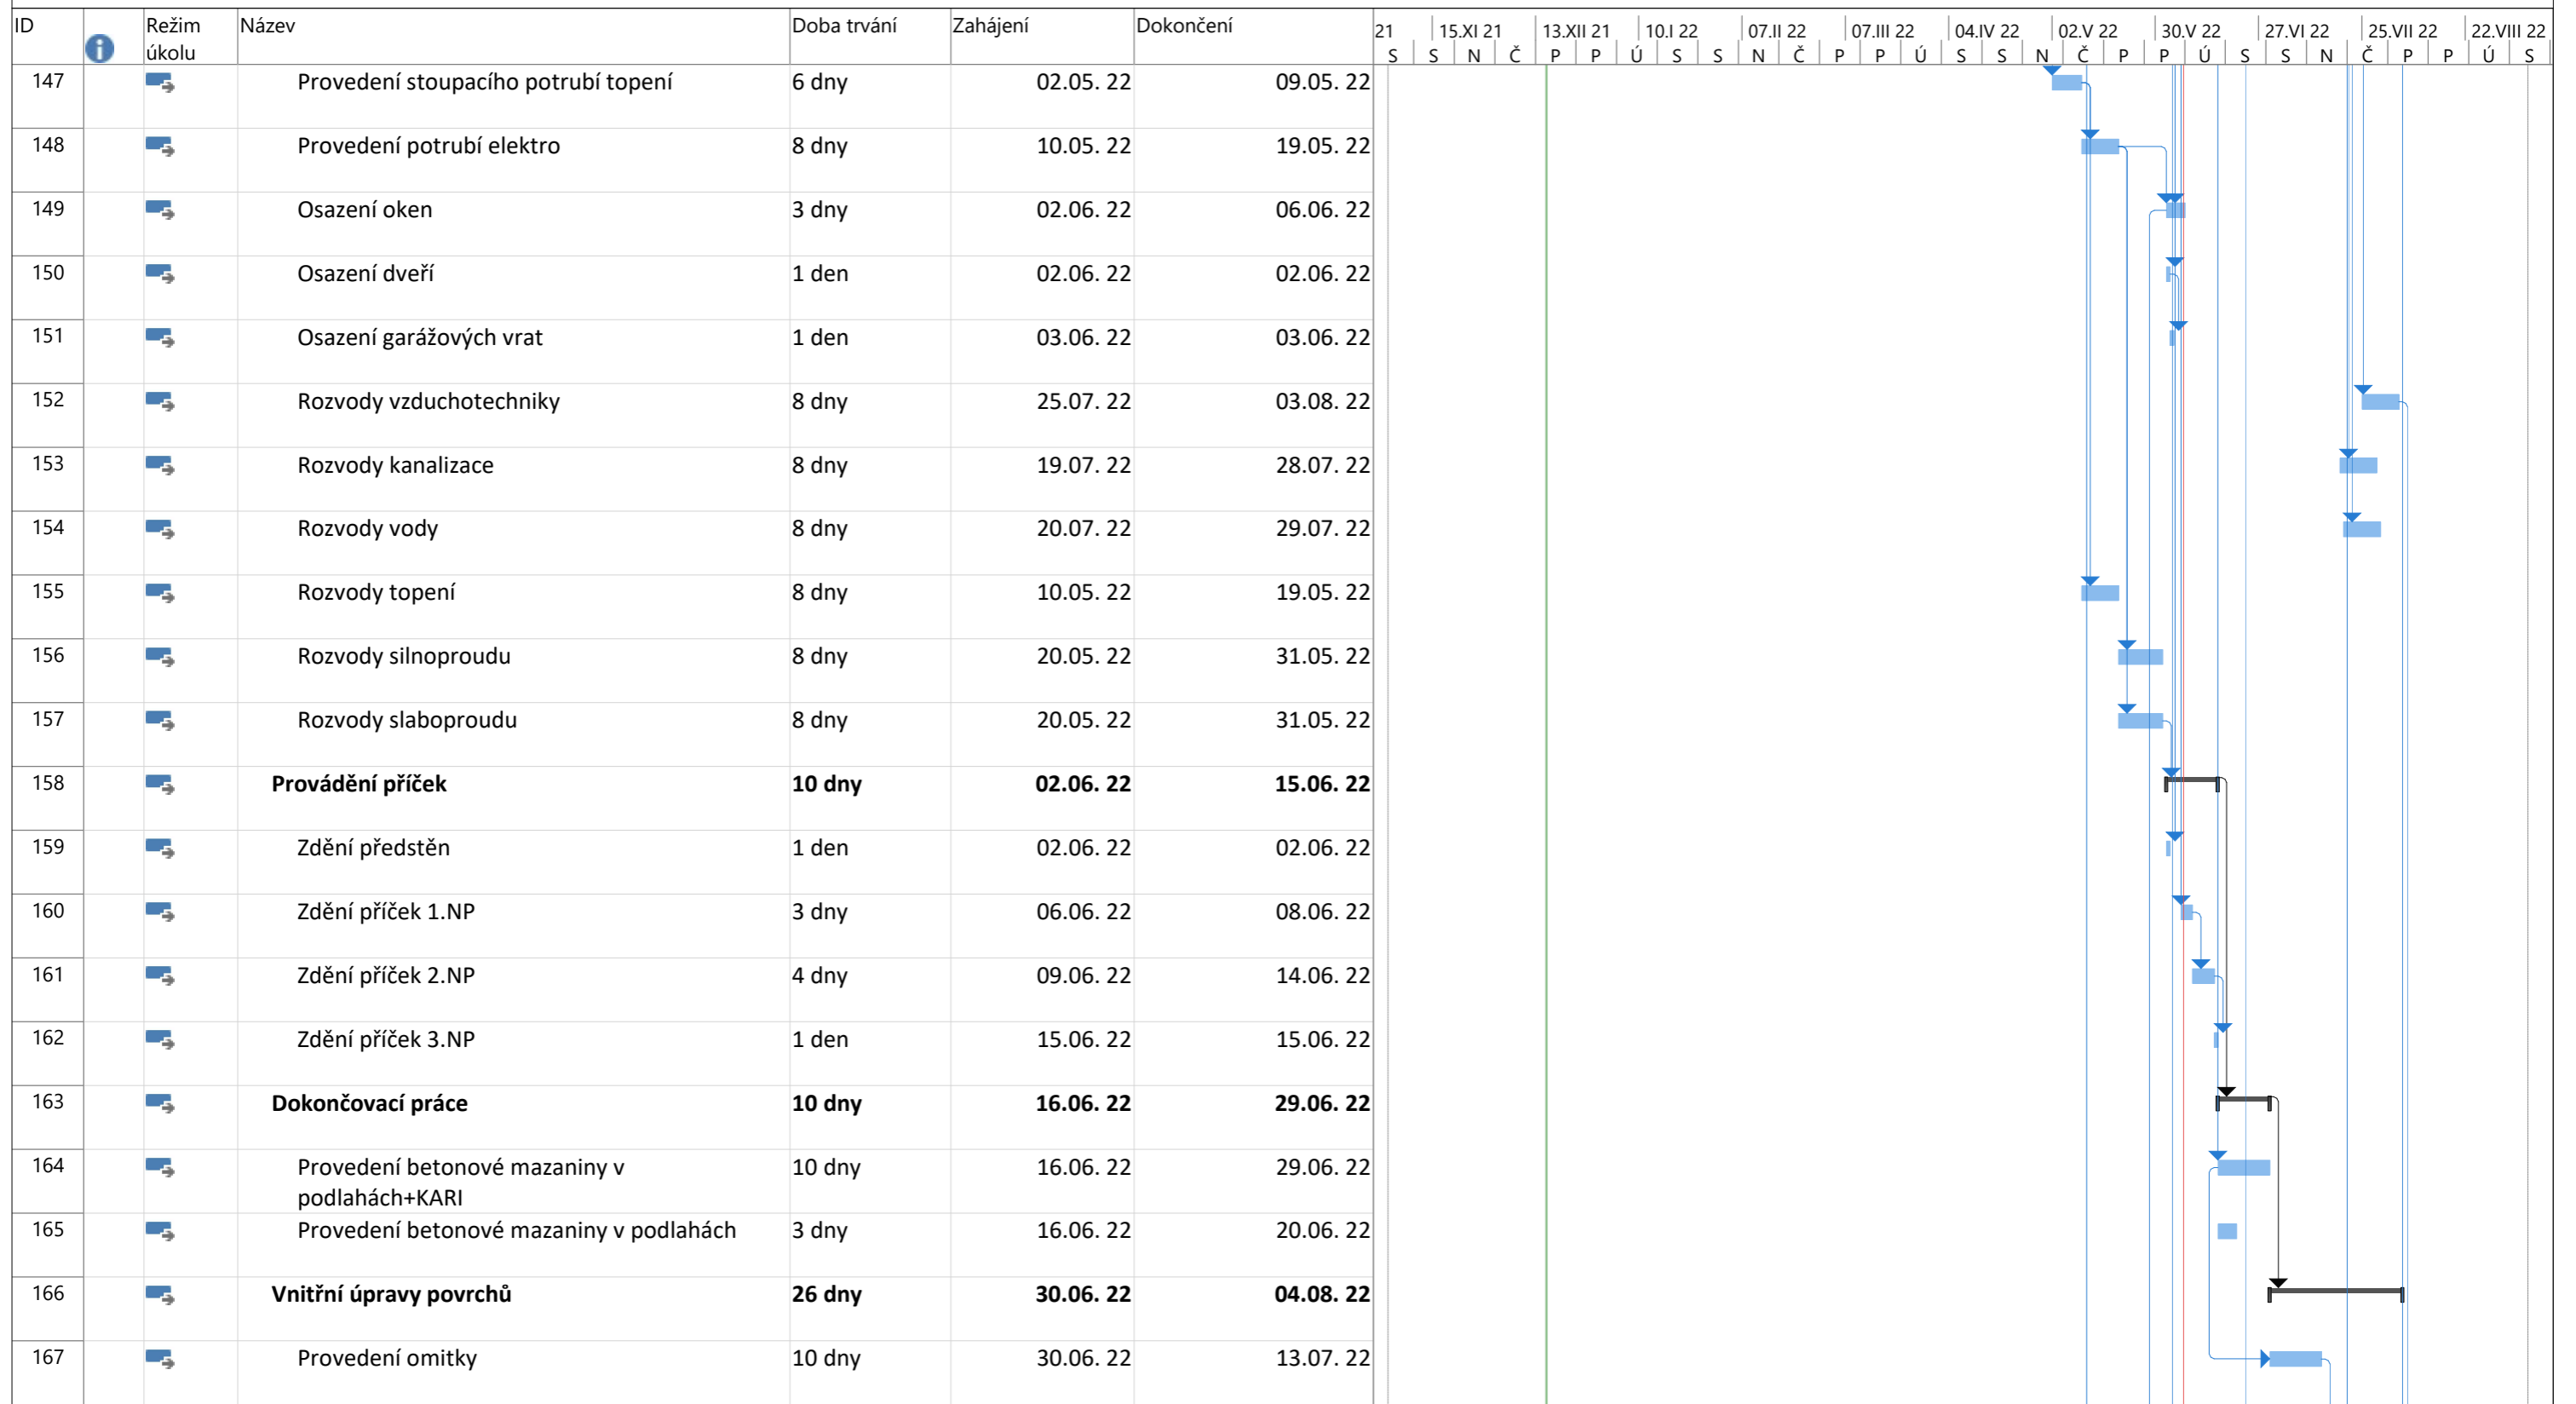 ID Režim úkolu Název Doba trvání Zahájení Dokončení
21 15.XI 21 13.XII 21 10.I 22 07.II 22 07.III 22 04.IV 22 02.V 22 30.V 22 27.VI 22 25.VII 22 22.VIII 22
S S N Č P P Ú S S N Č P P Ú S S N Č P P Ú S S N Č P P Ú S
147 Provedení stoupacího potrubí topení 6 dny 02.05. 22 09.05. 22
148 Provedení potrubí elektro 8 dny 10.05. 22 19.05. 22
149 Osazení oken 3 dny 02.06. 22 06.06. 22
150 Osazení dveří 1 den 02.06. 22 02.06. 22
151 Osazení garážových vrat 1 den 03.06. 22 03.06. 22
152 Rozvody vzduchotechniky 8 dny 25.07. 22 03.08. 22
153 Rozvody kanalizace 8 dny 19.07. 22 28.07. 22
154 Rozvody vody 8 dny 20.07. 22 29.07. 22
155 Rozvody topení 8 dny 10.05. 22 19.05. 22
156 Rozvody silnoproudu 8 dny 20.05. 22 31.05. 22
157 Rozvody slaboproudu 8 dny 20.05. 22 31.05. 22
158 Provádění příček 10 dny 02.06. 22 15.06. 22
159 Zdění předstěn 1 den 02.06. 22 02.06. 22
160 Zdění příček 1.NP 3 dny 06.06. 22 08.06. 22
161 Zdění příček 2.NP 4 dny 09.06. 22 14.06. 22
162 Zdění příček 3.NP 1 den 15.06. 22 15.06. 22
163 Dokončovací práce 10 dny 16.06. 22 29.06. 22
164 Provedení betonové mazaniny v 10 dny 16.06. 22 29.06. 22
podlahách+KARI
165 Provedení betonové mazaniny v podlahách 3 dny 16.06. 22 20.06. 22
166 Vnitřní úpravy povrchů 26 dny 30.06. 22 04.08. 22
167 Provedení omitky 10 dny 30.06. 22 13.07. 22